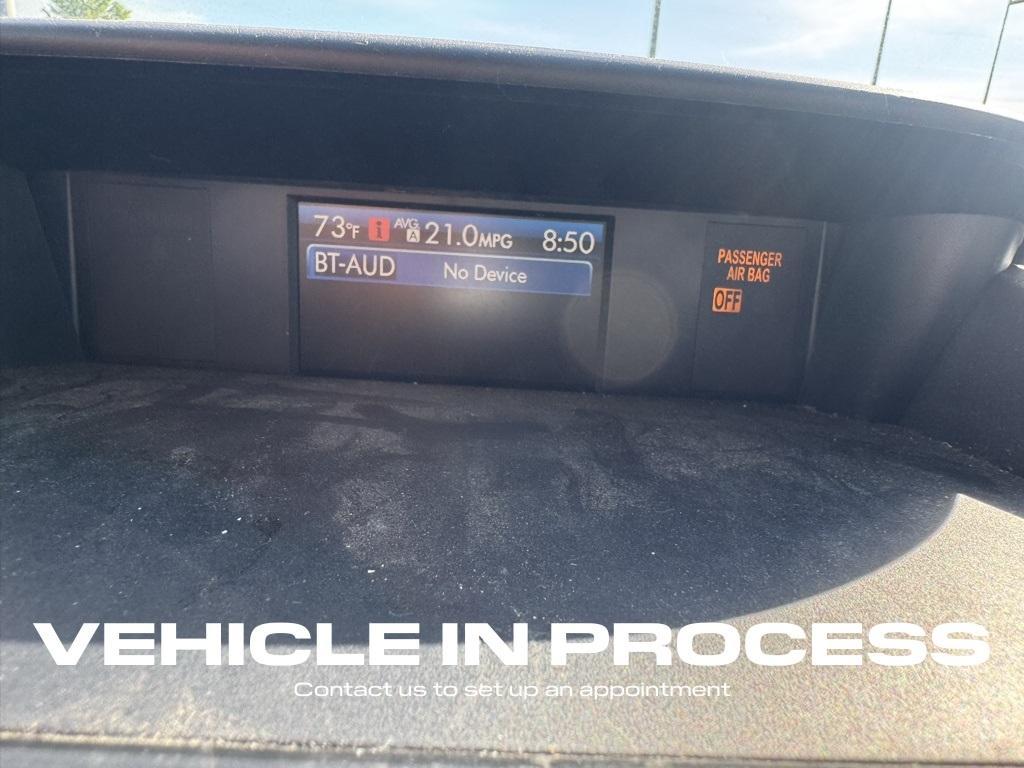 73°F i AVG. A 21.0MPG 8:50
BT-AUD No Device
PASSENGER
AIR BAG
OFF
VEHICLE IN PROCESS
Contact us to set up an appointment